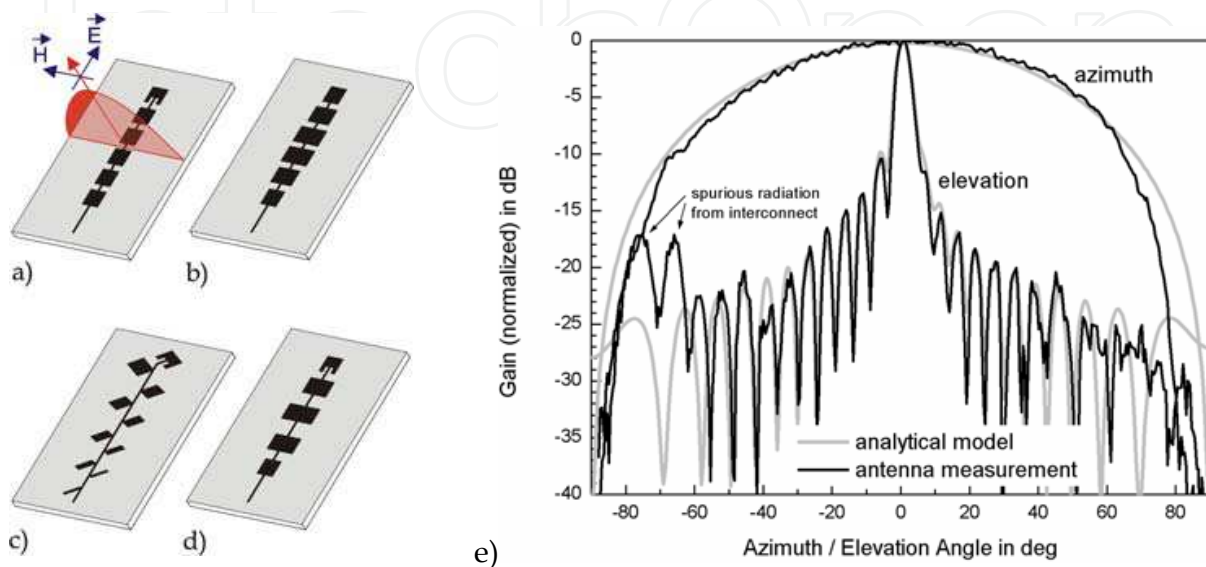 H
E
a)
b)
c)
d)
e)
Gain (normalized) in dB
0
-5
-10
-15
-20
-25
-30
-35
-40
azimuth
elevation
spurious radiation
from interconnect
analytical model
antenna measurement
-80
-60
-40
-20
0
20
40
60
80
Azimuth / Elevation Angle in deg